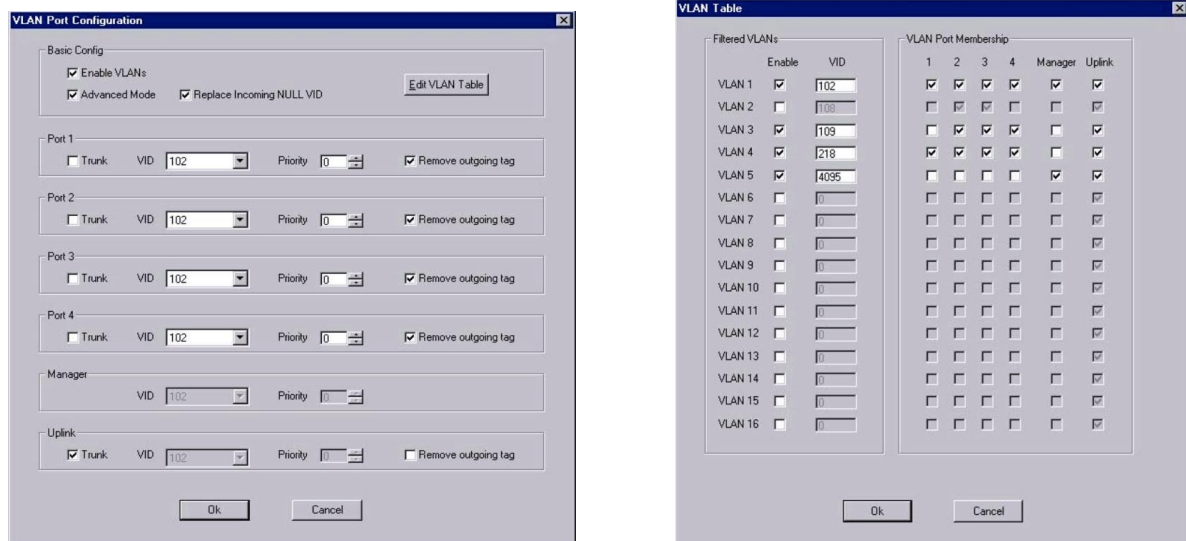 VLAN Port Configuration
Basic Config
Enable VLANs
Advanced Mode Replace Incoming NULL VID
Edit VLAN Table
Port 1
Trunk VID 102 Priority 0 Remove outgoing tag
Port 2
Trunk VID 102 Priority 0 Remove outgoing tag
Port 3
Trunk VID 102 Priority 0 Remove outgoing tag
Port 4
Trunk VID 102 Priority 0 Remove outgoing tag
Manager
VID 102 Priority 0
Uplink
Trunk VID 102 Priority 0 Remove outgoing tag
Ok Cancel
VLAN Table
Filtered VLANs VLAN Port Membership
Enable VID 1 2 3 4 Manager Uplink
VLAN 1 102
VLAN 2 108
VLAN 3 109
VLAN 4 218
VLAN 5 4095
VLAN 6 0
VLAN 7 0
VLAN 8 0
VLAN 9 0
VLAN 10 0
VLAN 11 0
VLAN 12 0
VLAN 13 0
VLAN 14 0
VLAN 15 0
VLAN 16 0
Ok Cancel